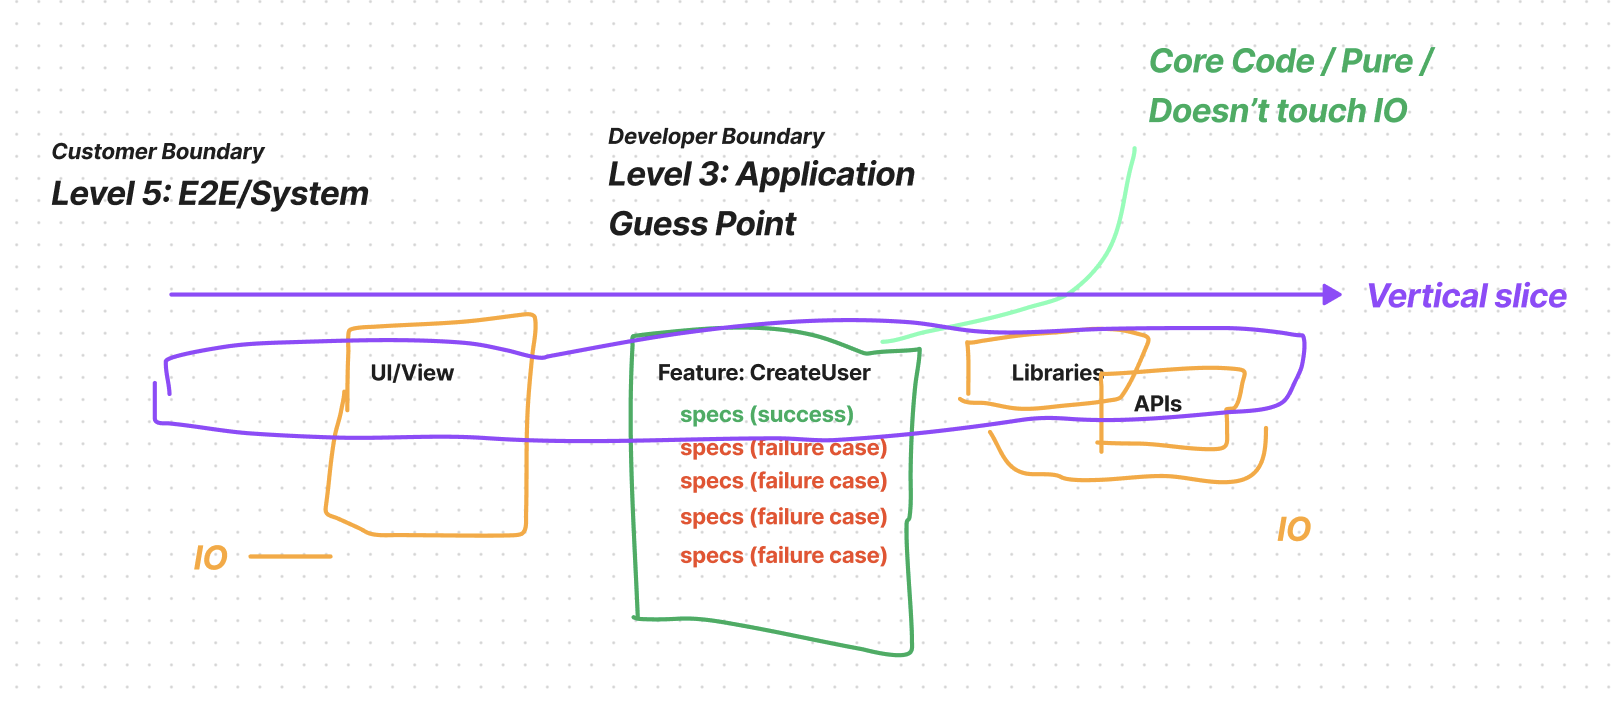 Core Code / Pure /
Doesn’t touch IO
Customer Boundary
Level 5: E2E/System
Developer Boundary
Level 3: Application
Guess Point
Vertical slice
UI/View
Feature: CreateUser
specs (success)
specs (failure case)
specs (failure case)
specs (failure case)
specs (failure case)
Libraries
APIs
IO
IO